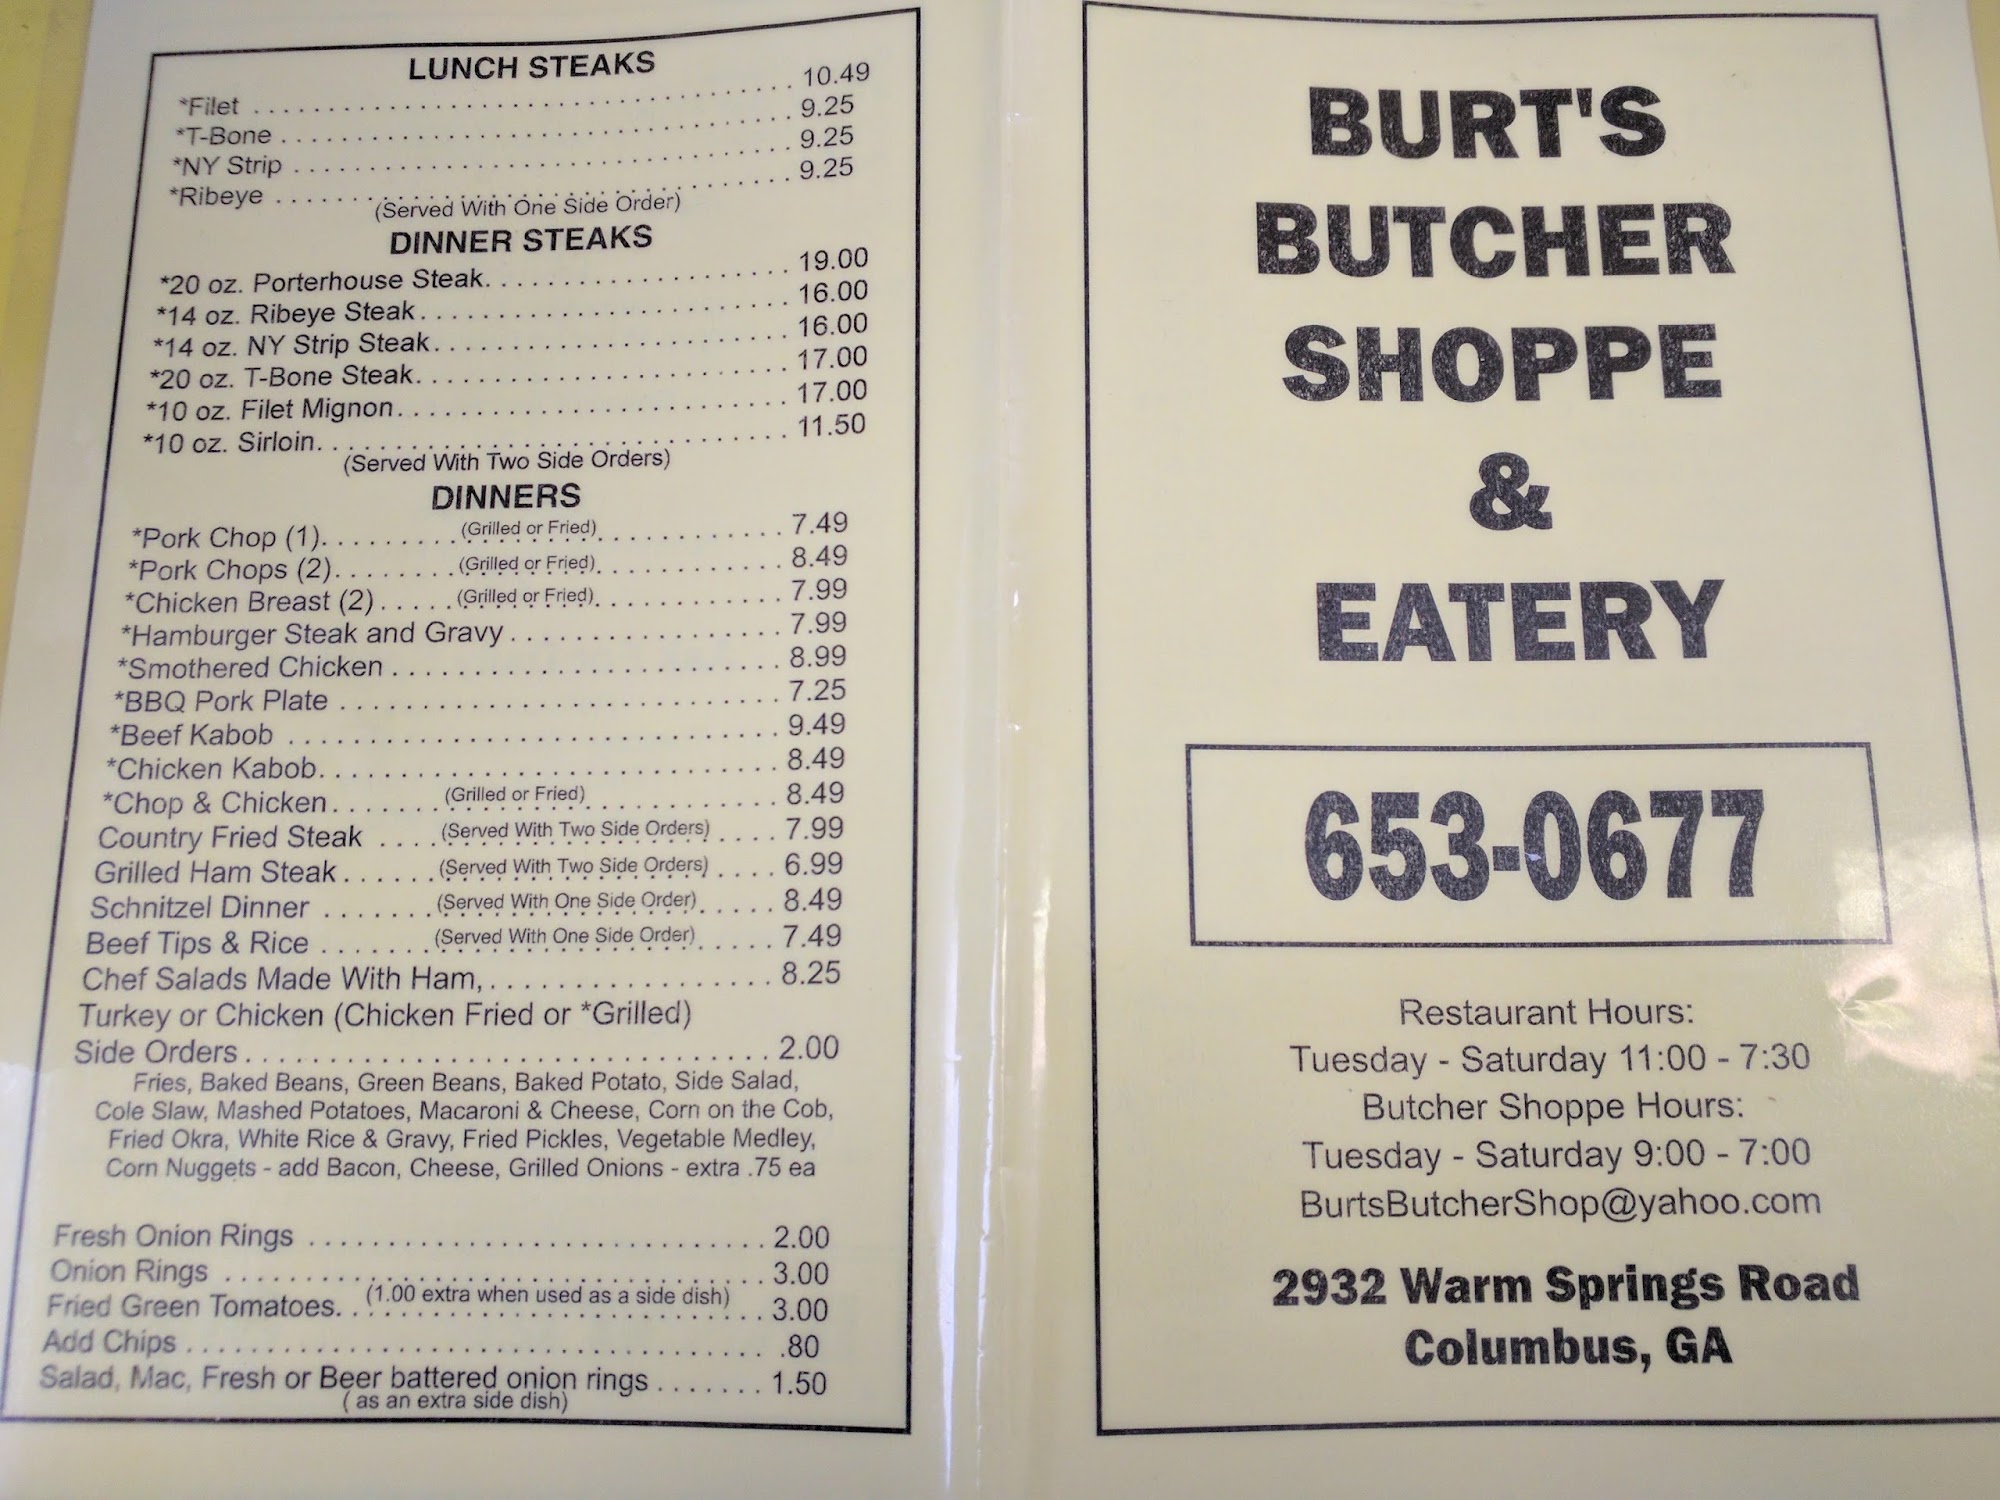 LUNCH STEAKS
*Filet 10.49
*T-Bone 9.25
*NY Strip 9.25
*Ribeye 9.25
(Served With One Side Order)
DINNER STEAKS
*20 oz. Porterhouse Steak 19.00
*14 oz. Ribeye Steak 16.00
*14 oz. NY Strip Steak 16.00
*20 oz. T-Bone Steak 17.00
*10 oz. Filet Mignon 17.00
*10 oz. Sirloin 11.50
(Served With Two Side Orders)
DINNERS
*Pork Chop (1) (Grilled or Fried) 7.49
*Pork Chops (2) (Grilled or Fried) 8.49
*Chicken Breast (2) (Grilled or Fried) 7.99
*Hamburger Steak and Gravy 7.99
*Smothered Chicken 8.99
*BBQ Pork Plate 7.25
*Beef Kabob 9.49
*Chicken Kabob 8.49
*Chop & Chicken (Grilled or Fried) 8.49
Country Fried Steak (Served With Two Side Orders) 7.99
Grilled Ham Steak (Served With Two Side Orders) 6.99
Schnitzel Dinner (Served With One Side Order) 8.49
Beef Tips & Rice (Served With One Side Order) 7.49
Chef Salads Made With Ham, 8.25
Turkey or Chicken (Chicken Fried or *Grilled)
Side Orders 2.00
Fries, Baked Beans, Green Beans, Baked Potato, Side Salad,
Cole Slaw, Mashed Potatoes, Macaroni & Cheese, Corn on the Cob,
Fried Okra, White Rice & Gravy, Fried Pickles, Vegetable Medley,
Corn Nuggets - add Bacon, Cheese, Grilled Onions - extra .75 ea
Fresh Onion Rings 2.00
Onion Rings 3.00
(1.00 extra when used as a side dish)
Fried Green Tomatoes 3.00
Add Chips .80
Salad, Mac, Fresh or Beer battered onion rings 1.50
( as an extra side dish)
BURT'S
BUTCHER
SHOPPE
&
EATERY
653-0677
Restaurant Hours:
Tuesday - Saturday 11:00 - 7:30
Butcher Shoppe Hours:
Tuesday - Saturday 9:00 - 7:00
BurtsButcherShop@yahoo.com
2932 Warm Springs Road
Columbus, GA